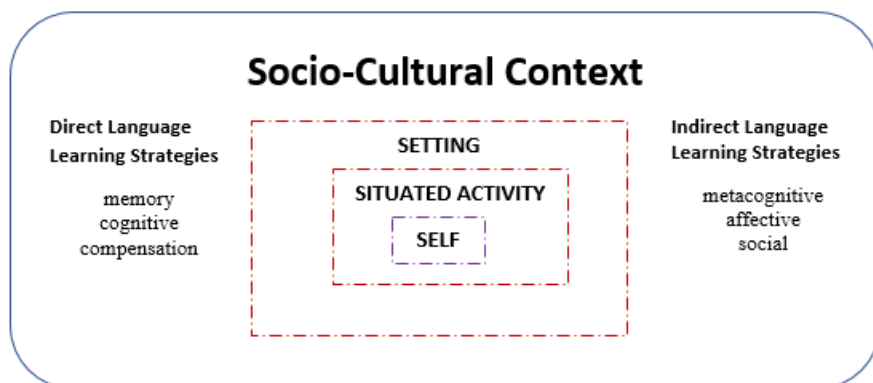 Socio-Cultural Context
Direct Language
Learning Strategies
memory
cognitive
compensation
SETTING
SITUATED ACTIVITY
SELF
Indirect Language
Learning Strategies
metacognitive
affective
social